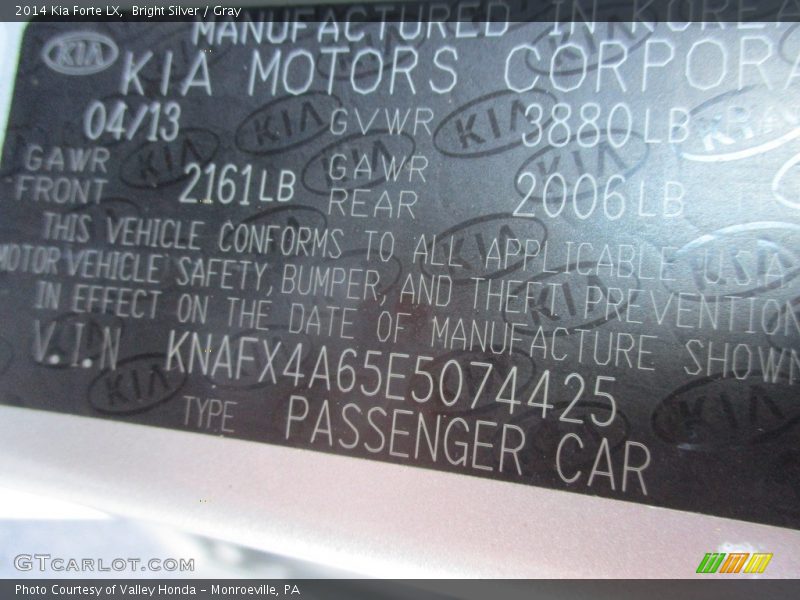 2014 Kia Forte LX, Bright Silver / Gray
MANUFACTURED IN KOREA
KIA
KIA MOTORS CORPORA
04/13 GVWR 3880LB
GAWR FRONT 2161LB GAWR REAR 2006LB
THIS VEHICLE CONFORMS TO ALL APPLICABLE U.S.A
MOTOR VEHICLE SAFETY, BUMPER, AND THEFT PREVENTION
IN EFFECT ON THE DATE OF MANUFACTURE SHOWN
V.I.N KNAFX4A65E5074425
TYPE PASSENGER CAR
GTCARLOT.COM
Photo Courtesy of Valley Honda - Monroeville, PA